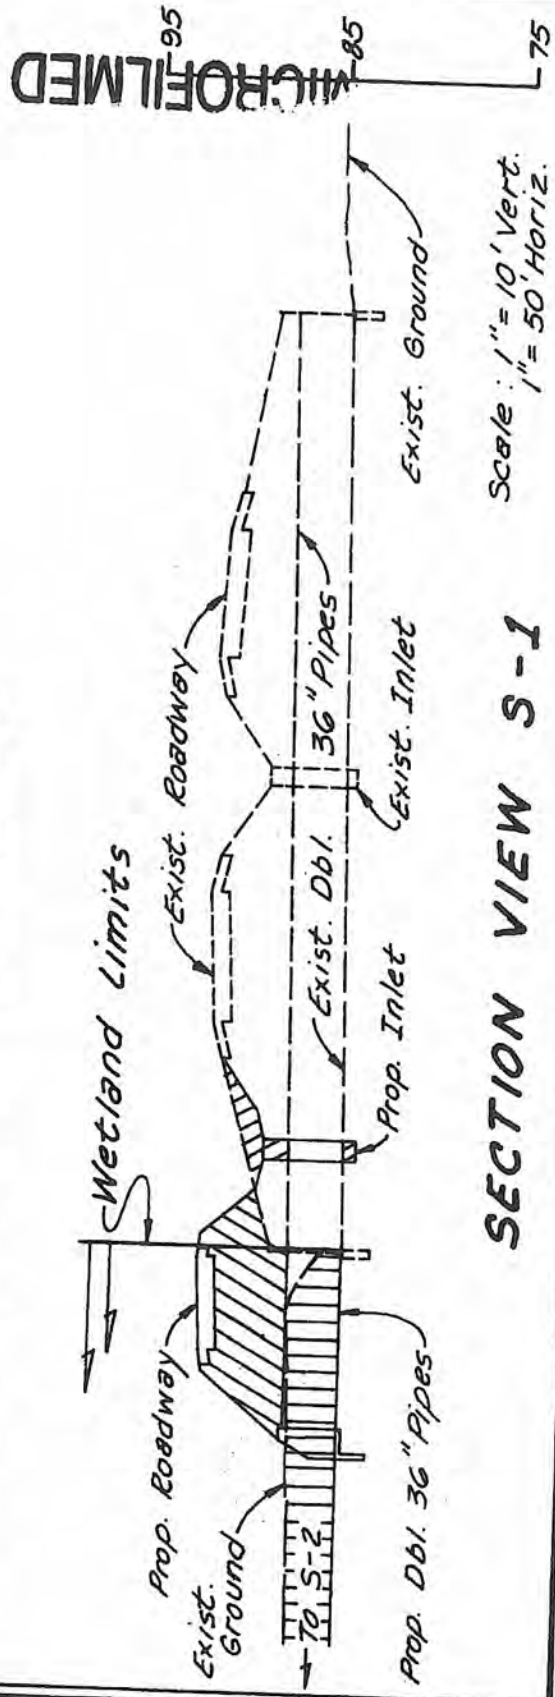 MICROFILMED
95
85
75
Wetland Limits
Prop. Roadway
Exist. Roadway
Exist.
Ground
To S-2
Exist. Dbl. 36" Pipes
Prop. Inlet
Exist. Inlet
Exist. Ground
Prop. Dbl. 36" Pipes
SECTION VIEW S-1
Scale: 1" = 10' Vert.
1" = 50' Horiz.